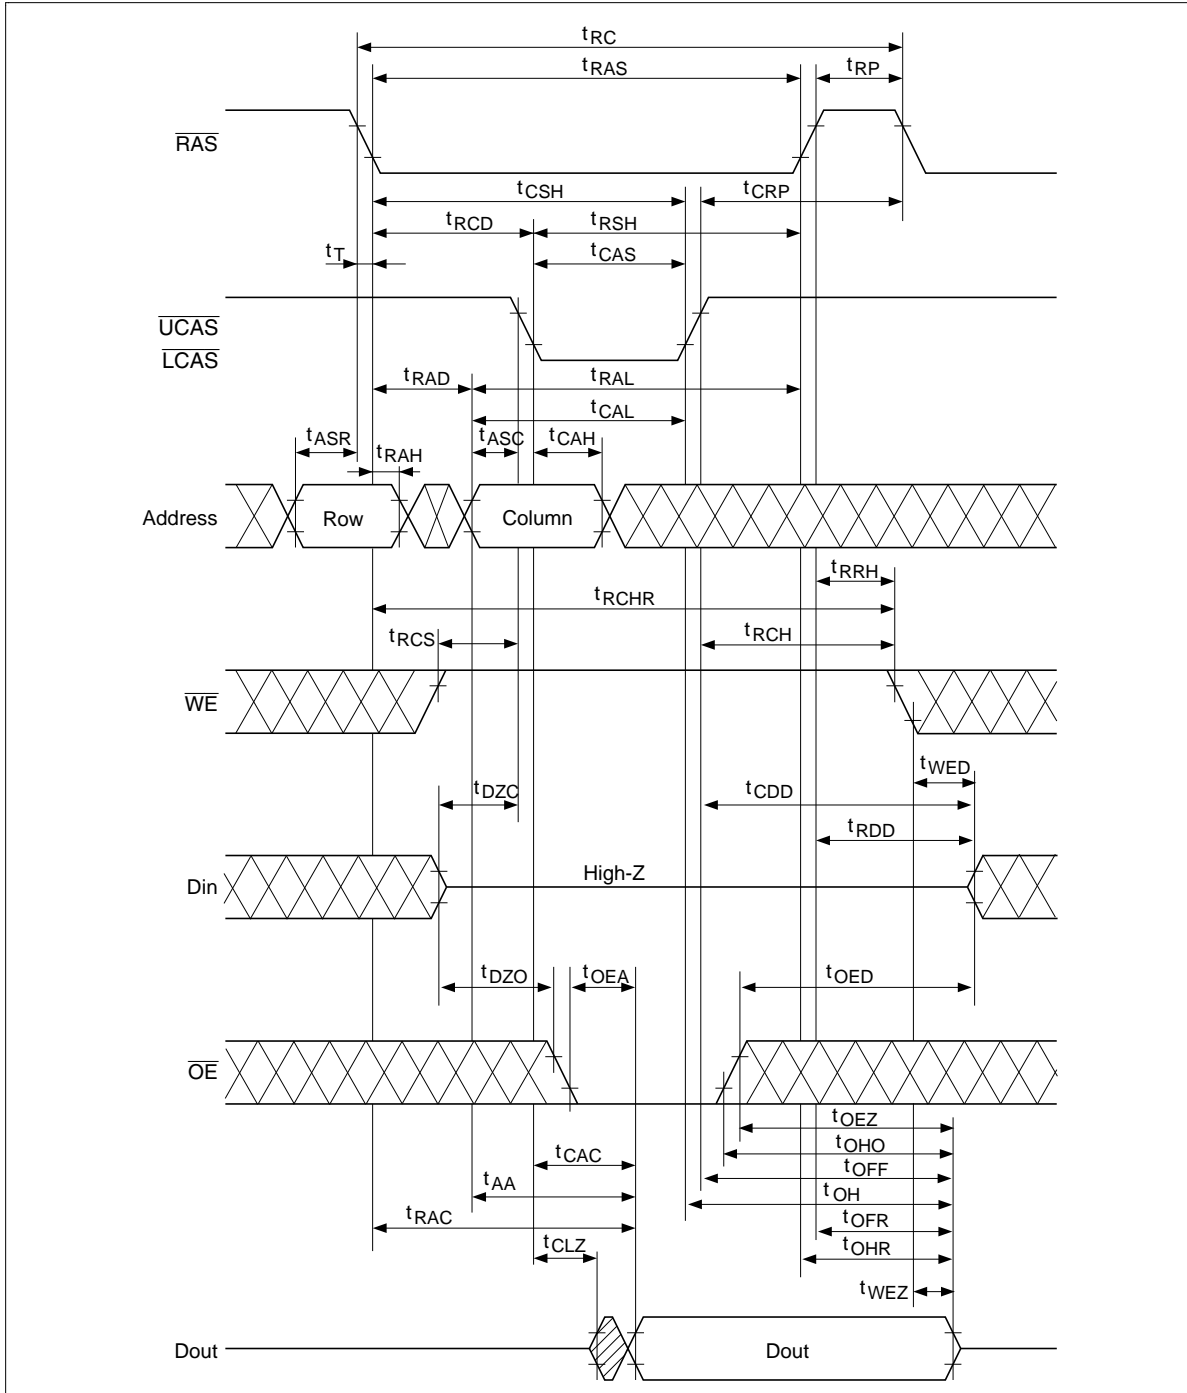 tRC
tRAS tRP
RAS
tCSH tCRP
tRCD tRSH
tT tCAS
UCAS
LCAS
tRAD tRAL
tCAL
tASR tASC tCAH
tRAH
Address Row Column
tRRH
tRCHR
tRCS tRCH
WE
tWED
tDZC tCDD
tRDD
High-Z
Din
tDZO tOEA tOED
OE
tOEZ
tOHO
tCAC
tOFF
tAA
tOH
tRAC
tOFR
tCLZ tOHR
tWEZ
Dout Dout